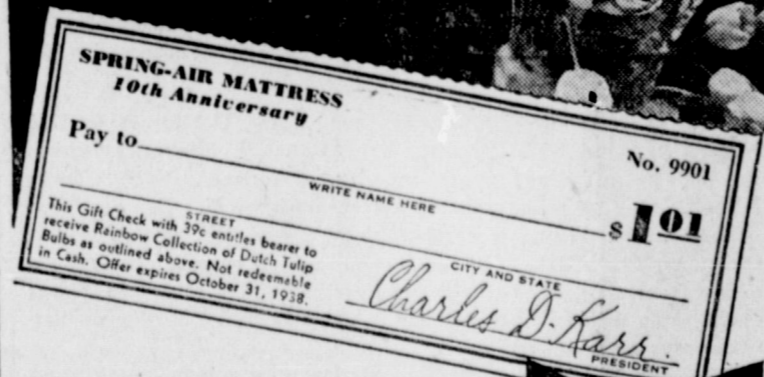 SPRING-AIR MATTRESS
10th Anniversary
No. 9901
Pay to
WRITE NAME HERE
$ 1 01
STREET
CITY AND STATE
This Gift Check with 39c entitles bearer to
receive Rainbow Collection of Dutch Tulip
Bulbs as outlined above. Not redeemable
in Cash. Offer expires October 31, 1938.
Charles D. Karr.
PRESIDENT